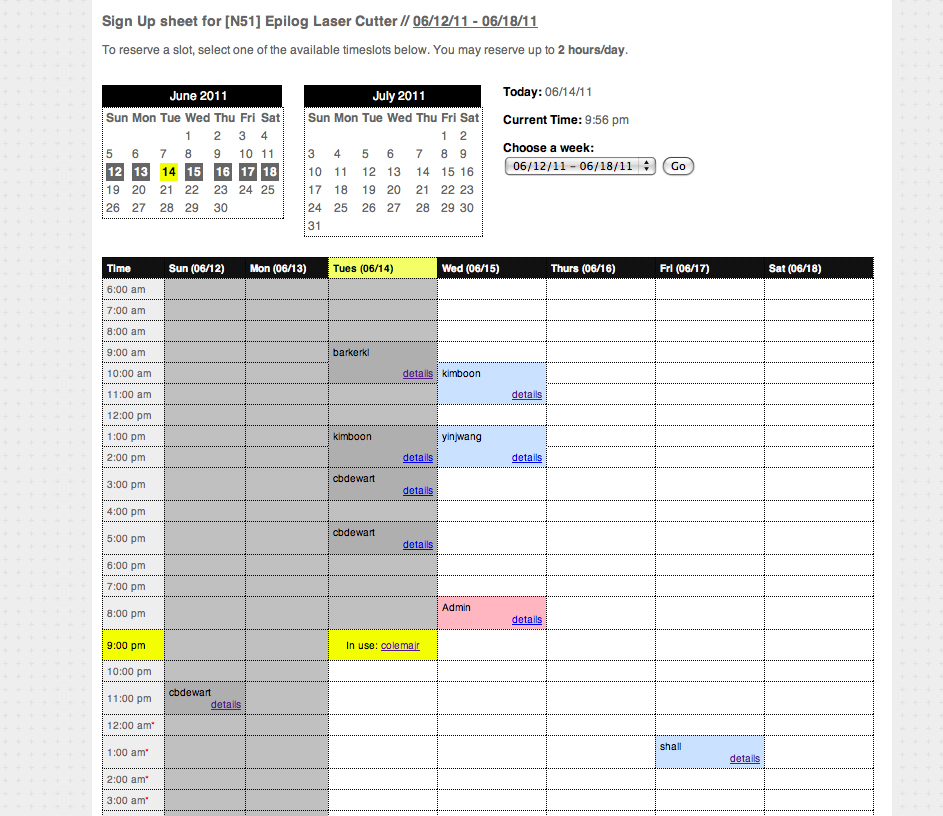 Sign Up sheet for [N51] Epilog Laser Cutter // 06/12/11 - 06/18/11
To reserve a slot, select one of the available timeslots below. You may reserve up to 2 hours/day.
June 2011
Sun Mon Tue Wed Thu Fri Sat
1 2 3 4
5 6 7 8 9 10 11
12 13 14 15 16 17 18
19 20 21 22 23 24 25
26 27 28 29 30
July 2011
Sun Mon Tue Wed Thu Fri Sat
1 2
3 4 5 6 7 8 9
10 11 12 13 14 15 16
17 18 19 20 21 22 23
24 25 26 27 28 29 30
31
Today: 06/14/11
Current Time: 9:56 pm
Choose a week:
06/12/11 - 06/18/11 Go
Time Sun (06/12) Mon (06/13) Tues (06/14) Wed (06/15) Thurs (06/16) Fri (06/17) Sat (06/18)
6:00 am
7:00 am
8:00 am
9:00 am barkerkl
10:00 am details kimboon
11:00 am details
12:00 pm
1:00 pm kimboon yinjwang
2:00 pm details details
cbdewart
3:00 pm details
4:00 pm
cbdewart
5:00 pm details
6:00 pm
7:00 pm
Admin
8:00 pm details
9:00 pm In use: colemajr
10:00 pm
cbdewart
11:00 pm details
12:00 am*
shall
1:00 am* details
2:00 am*
3:00 am*